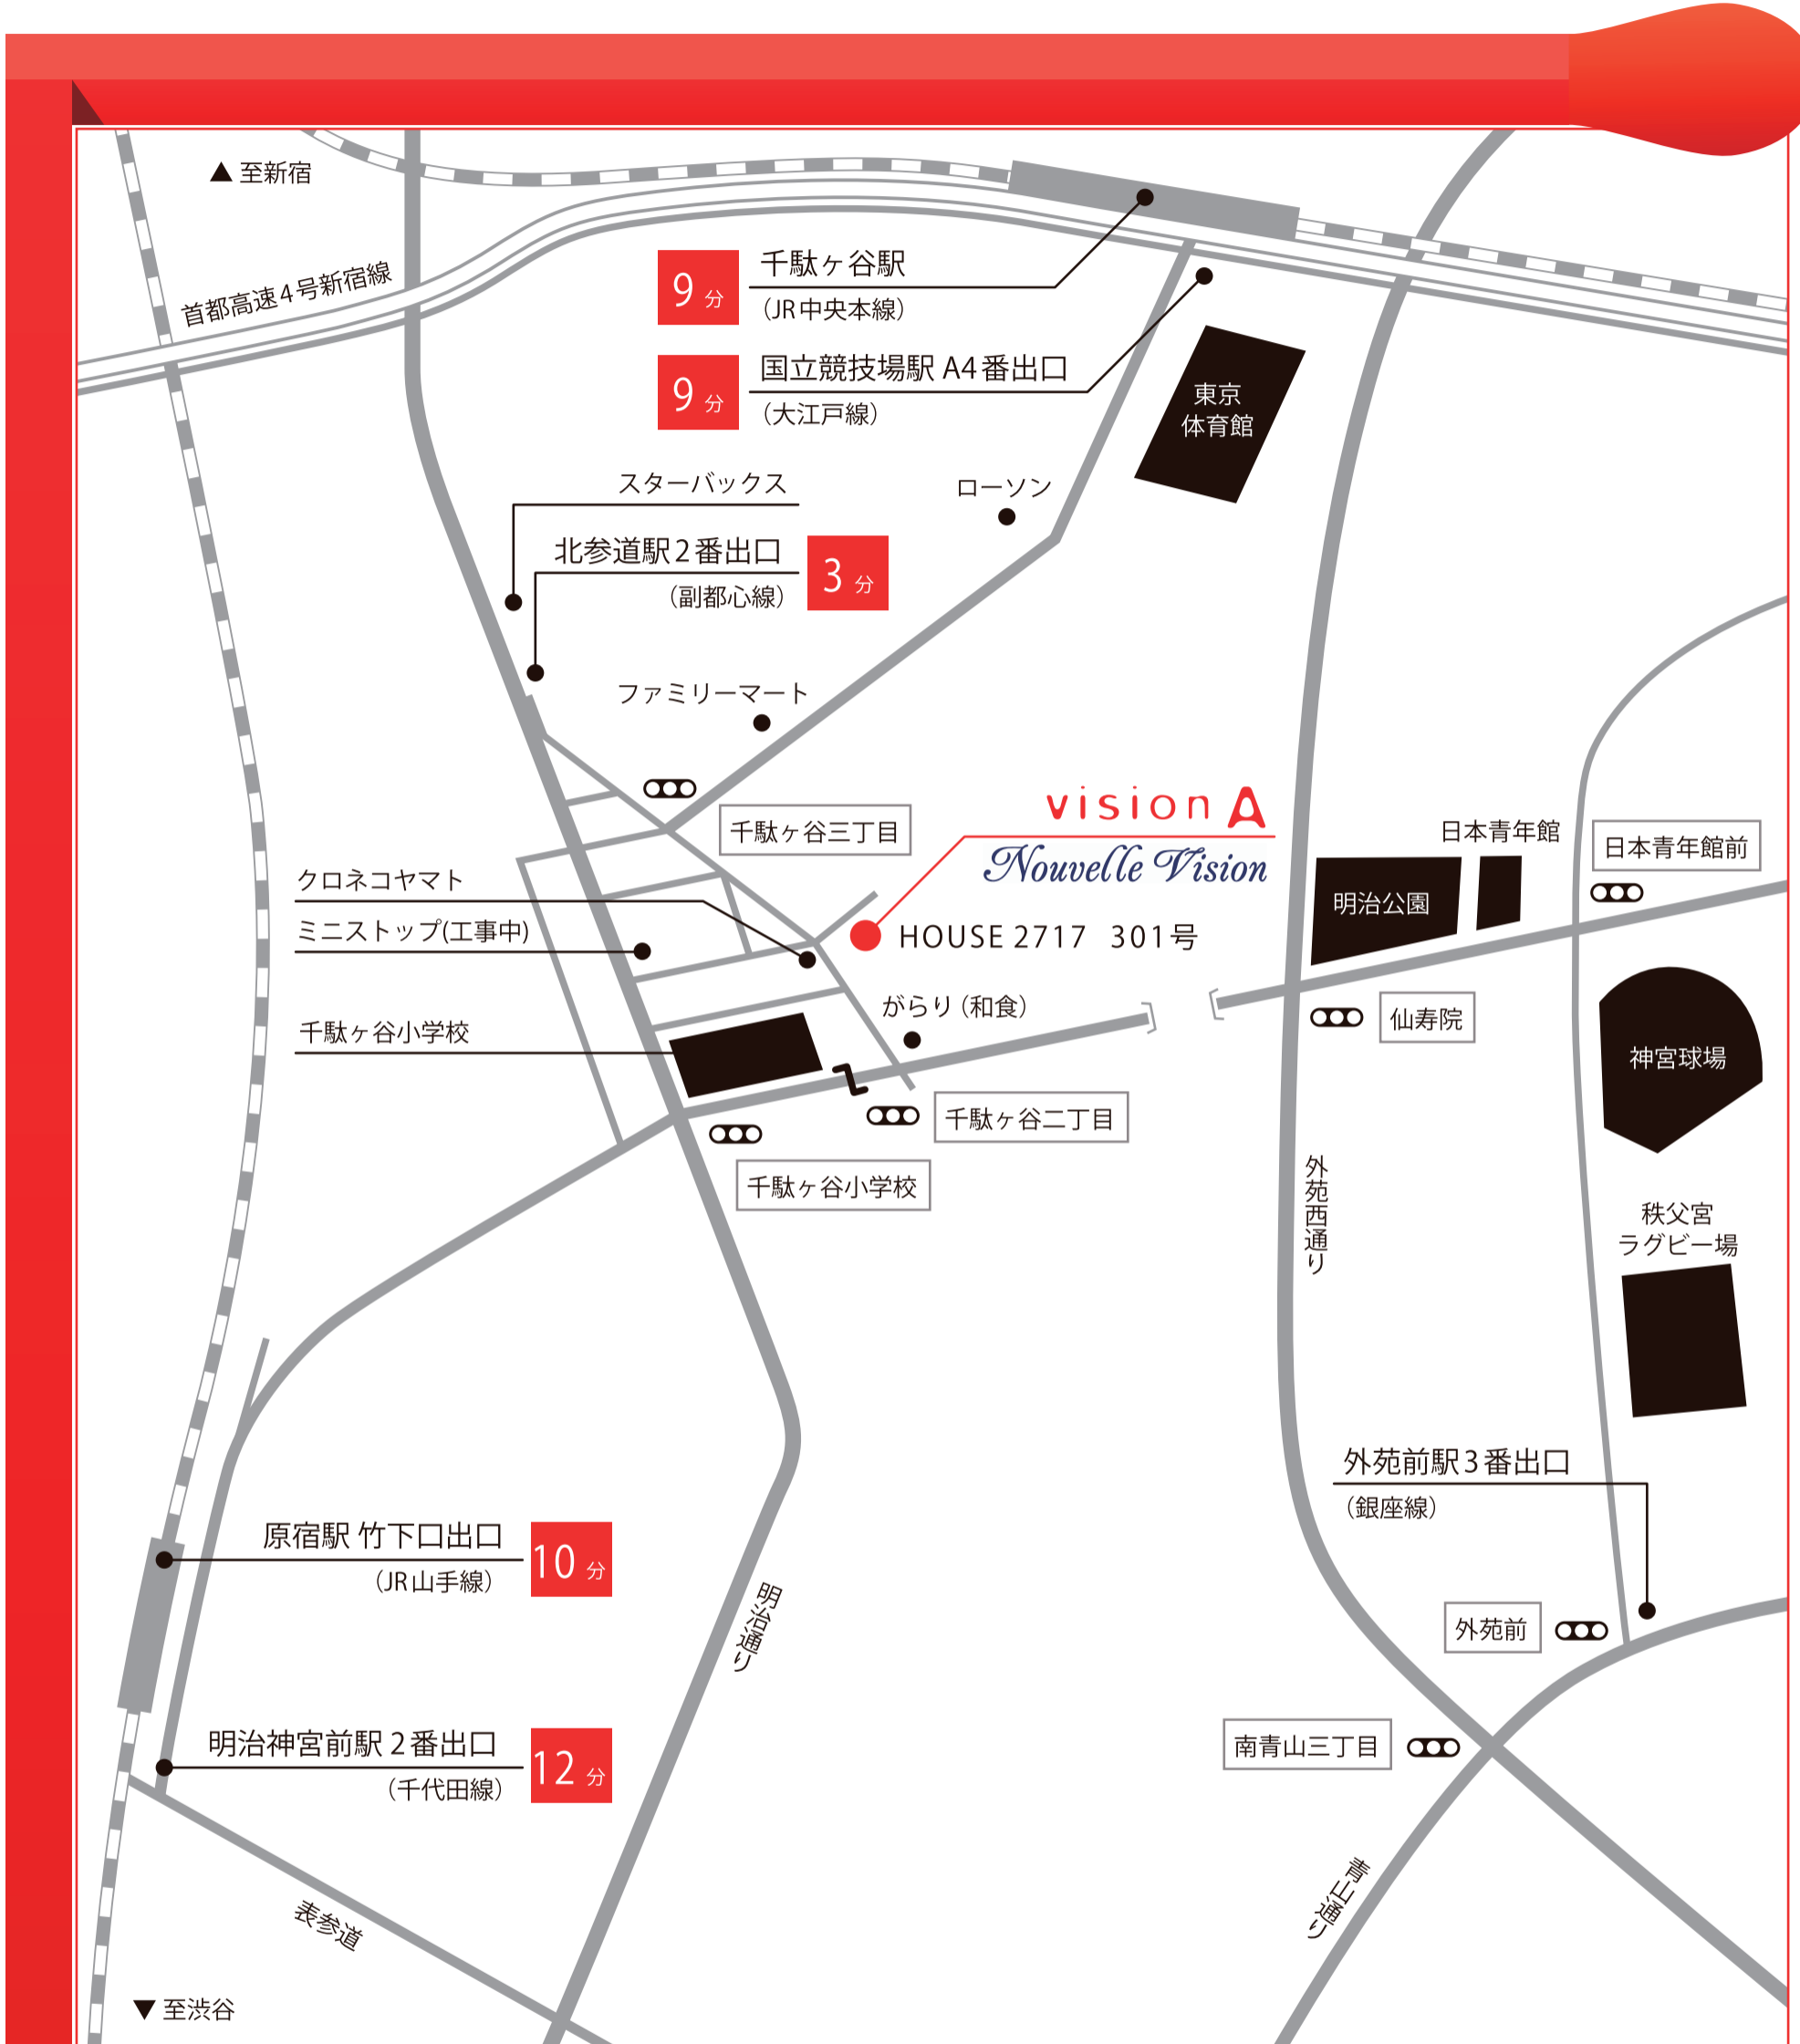 ▲ 至新宿
首都高速4号新宿線
9分
千駄ヶ谷駅
（JR中央本線）
9分
国立競技場駅 A4番出口
（大江戸線）
東京
体育館
スターバックス
ローソン
北参道駅2番出口
3分
（副都心線）
ファミリーマート
vision A
千駄ヶ谷三丁目
Nouvelle Vision
日本青年館
日本青年館前
クロネコヤマト
明治公園
ミニストップ(工事中)
HOUSE 2717 301号
がらり（和食）
仙寿院
千駄ヶ谷小学校
神宮球場
千駄ヶ谷二丁目
千駄ヶ谷小学校
外苑西通り
秩父宮
ラグビー場
外苑前駅3番出口
（銀座線）
原宿駅 竹下口出口
10分
（JR山手線）
明治通り
外苑前
明治神宮前駅 2番出口
12分
（千代田線）
南青山三丁目
青山通り
表参道
▼ 至渋谷